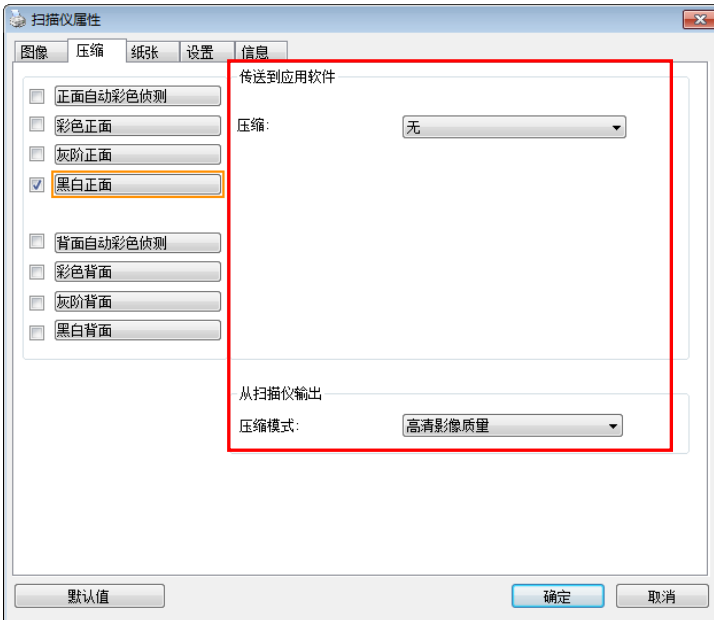 扫描仪属性
图像 压缩 纸张 设置 信息
传送到应用软件
正面自动彩色侦测
彩色正面
压缩: 无
灰阶正面
黑白正面
背面自动彩色侦测
彩色背面
灰阶背面
黑白背面
从扫描仪输出
压缩模式: 高清影像质量
默认值 确定 取消